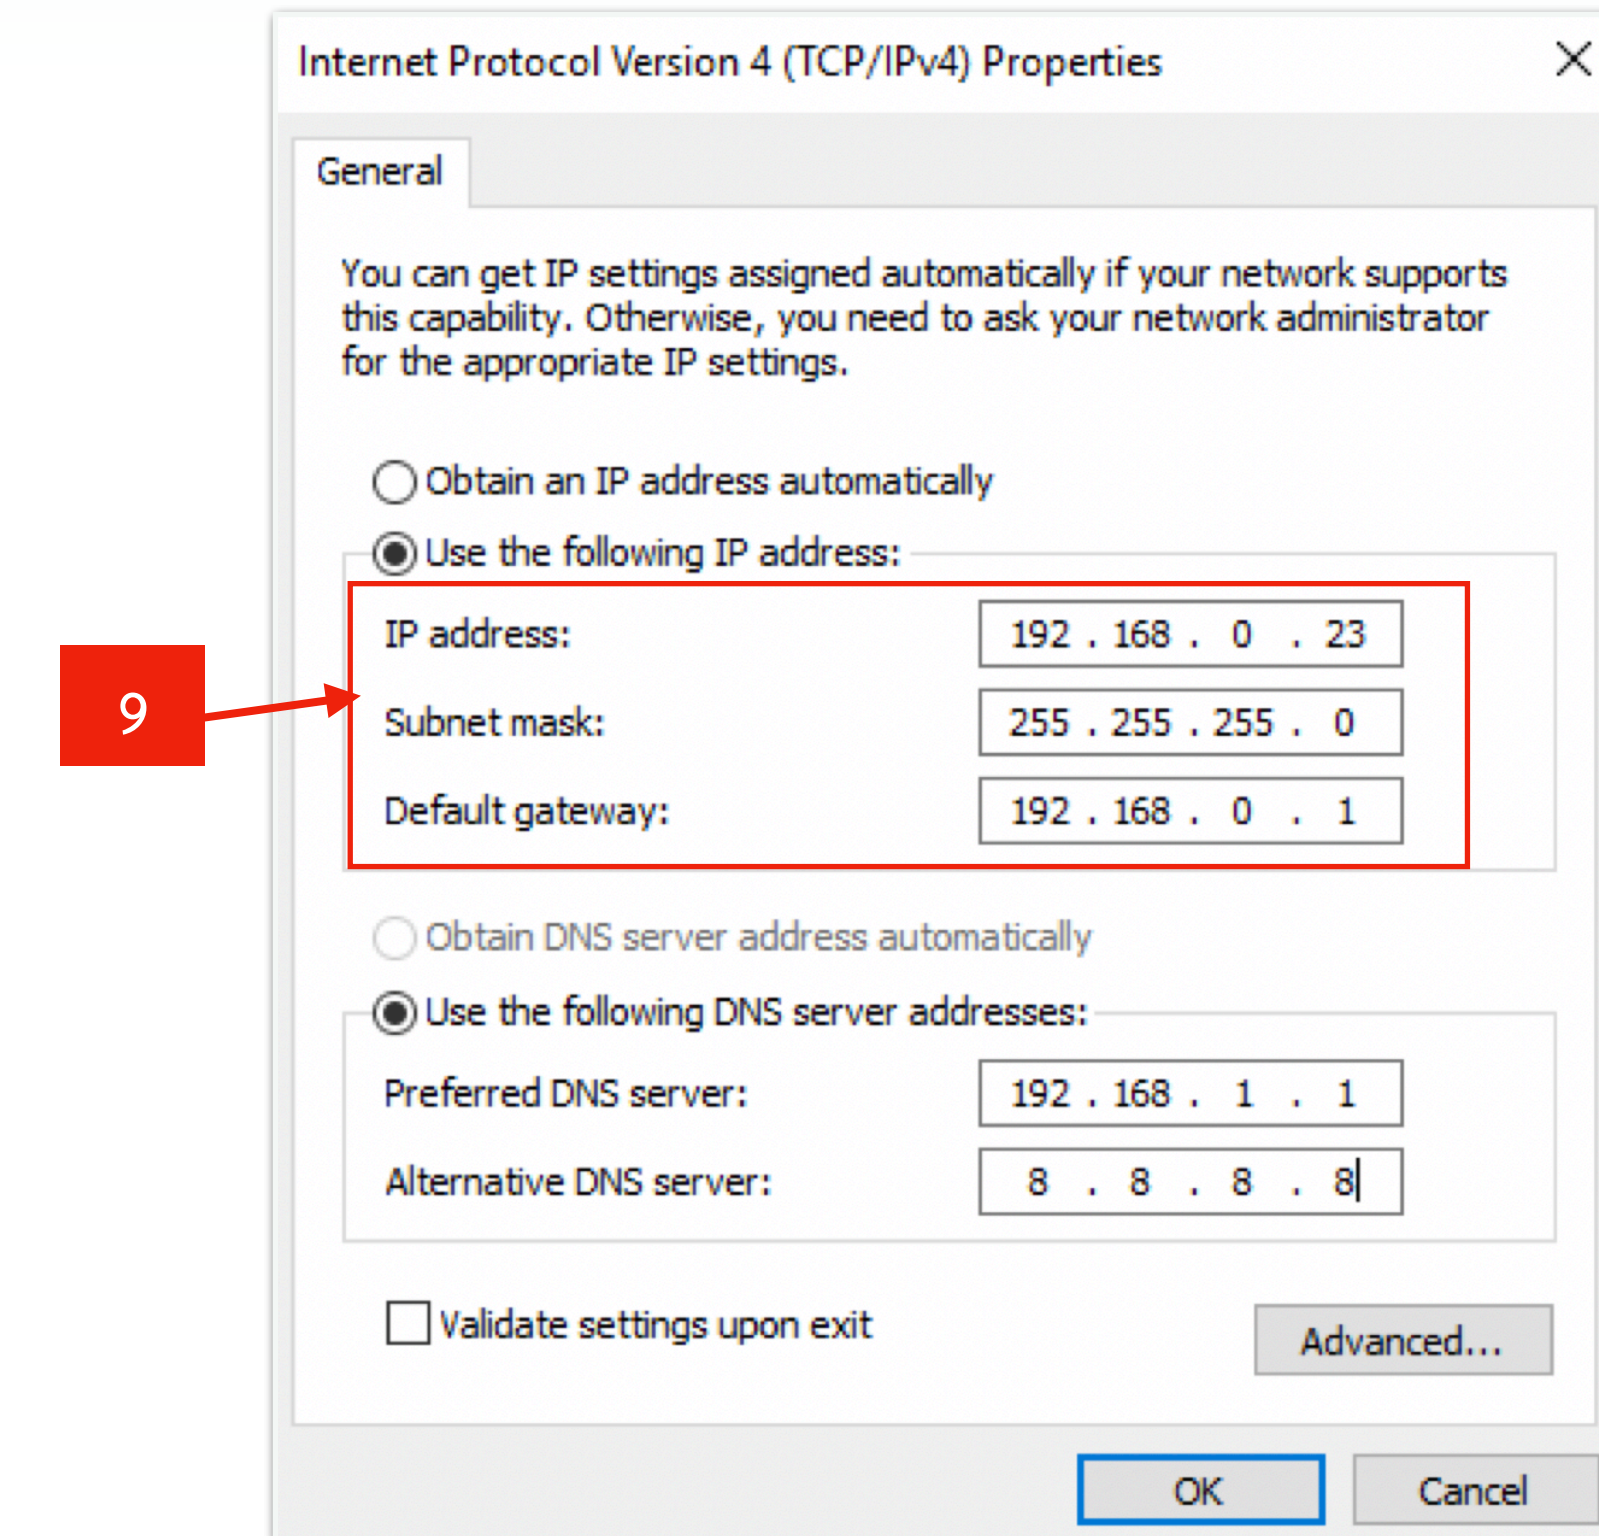 Internet Protocol Version 4 (TCP/IPv4) Properties
General
You can get IP settings assigned automatically if your network supports
this capability. Otherwise, you need to ask your network administrator
for the appropriate IP settings.
Obtain an IP address automatically
Use the following IP address:
9
IP address: 192 . 168 . 0 . 23
Subnet mask: 255 . 255 . 255 . 0
Default gateway: 192 . 168 . 0 . 1
Obtain DNS server address automatically
Use the following DNS server addresses:
Preferred DNS server: 192 . 168 . 1 . 1
Alternative DNS server: 8 . 8 . 8 . 8
Validate settings upon exit
Advanced...
OK Cancel